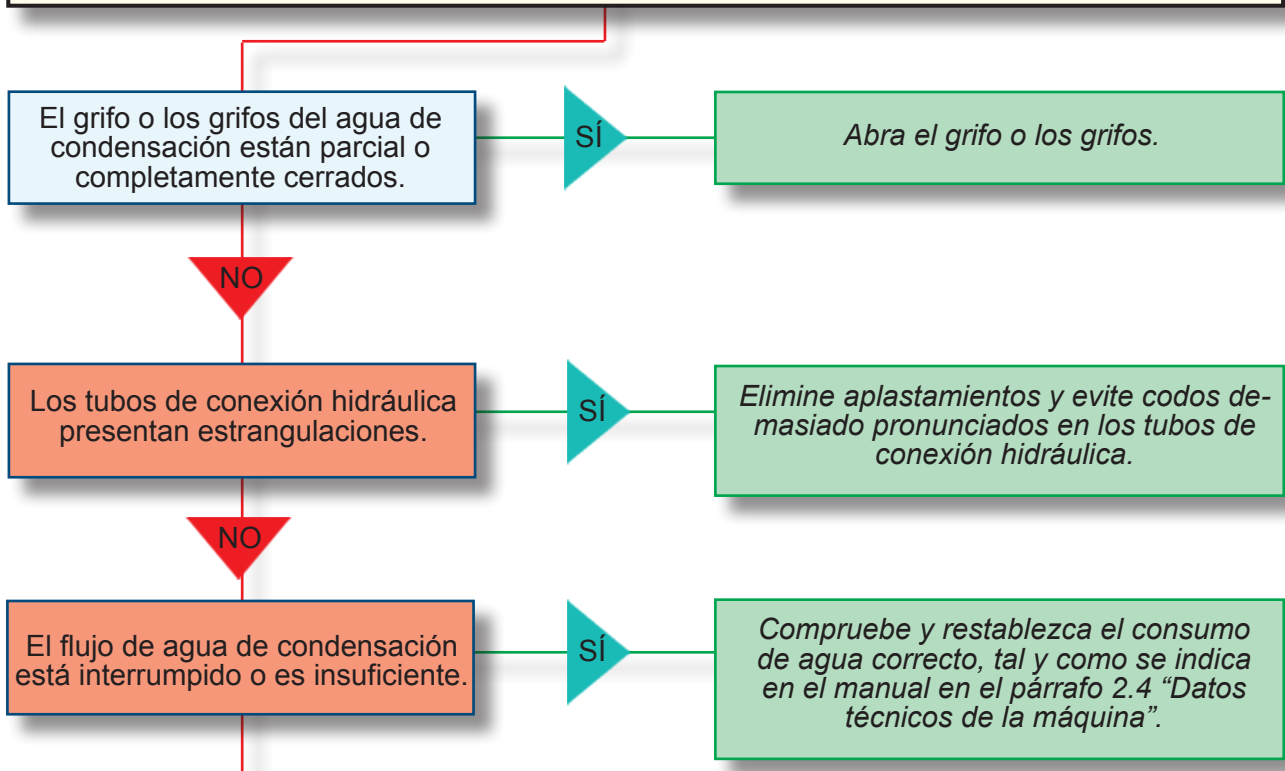 El grifo o los grifos del agua de
condensación están parcial o
completamente cerrados.
SÍ
Abra el grifo o los grifos.
NO
Los tubos de conexión hidráulica
presentan estrangulaciones.
SÍ
Elimine aplastamientos y evite codos de-
masiado pronunciados en los tubos de
conexión hidráulica.
NO
El flujo de agua de condensación
está interrumpido o es insuficiente.
SÍ
Compruebe y restablezca el consumo
de agua correcto, tal y como se indica
en el manual en el párrafo 2.4 “Datos
técnicos de la máquina”.